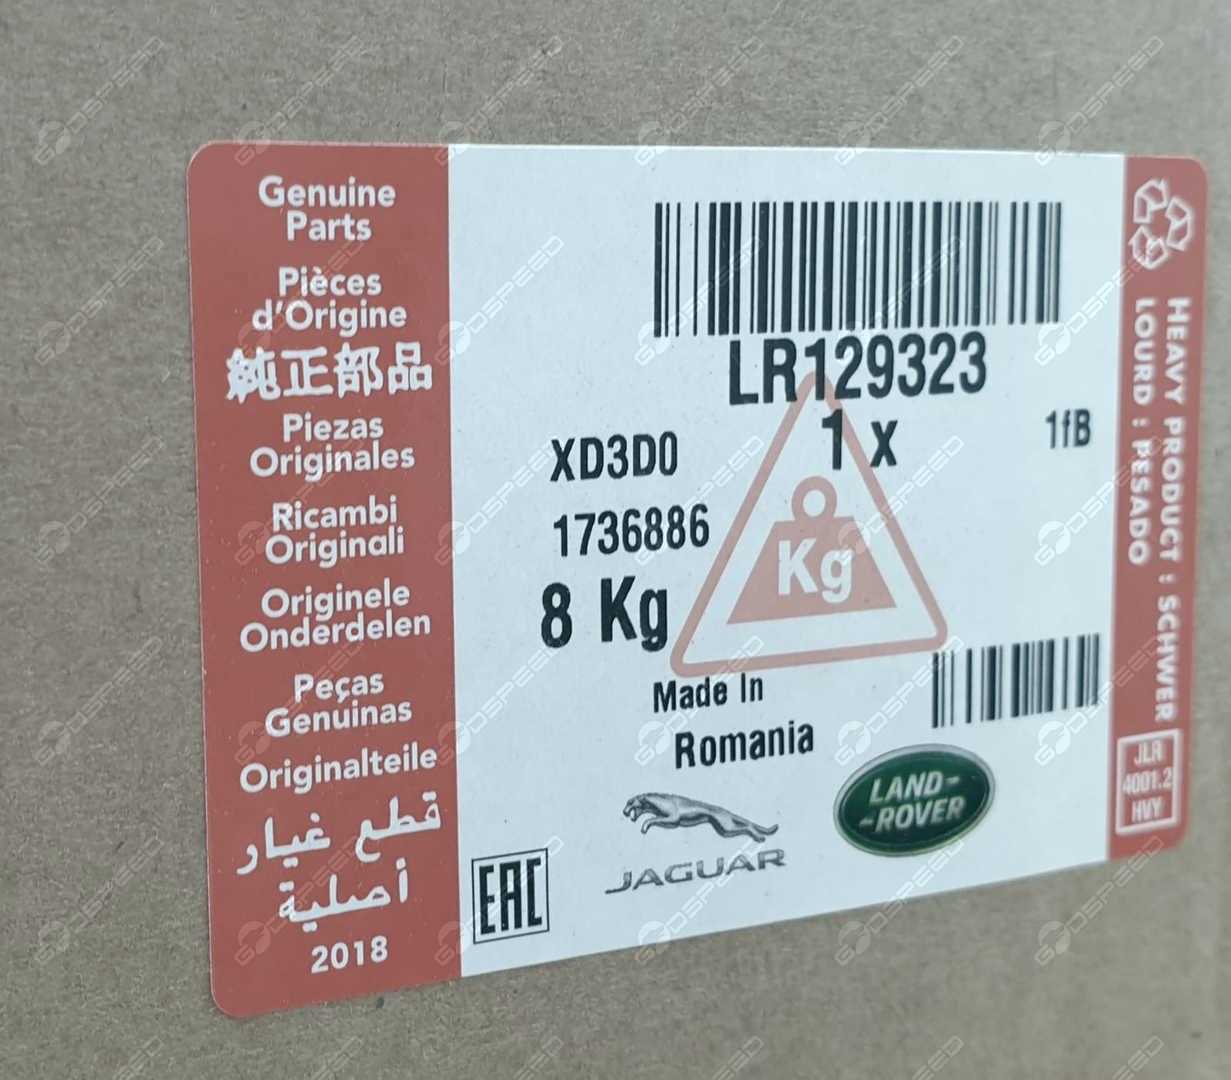 Genuine
Parts
Pièces
d'Origine
純正部品
Piezas
Originales
Ricambi
Originali
Originele
Onderdelen
Peças
Genuinas
Originalteile
قطع غيار
أصلية
2018
LR129323
1 x
1fB
XD3D0
1736886
8 Kg
Kg
Made In
Romania
EAC
JAGUAR
LAND-
-ROVER
HEAVY PRODUCT : SCHWER
LOURD : PESADO
JLR
4001.2
HVY
GODSPEED